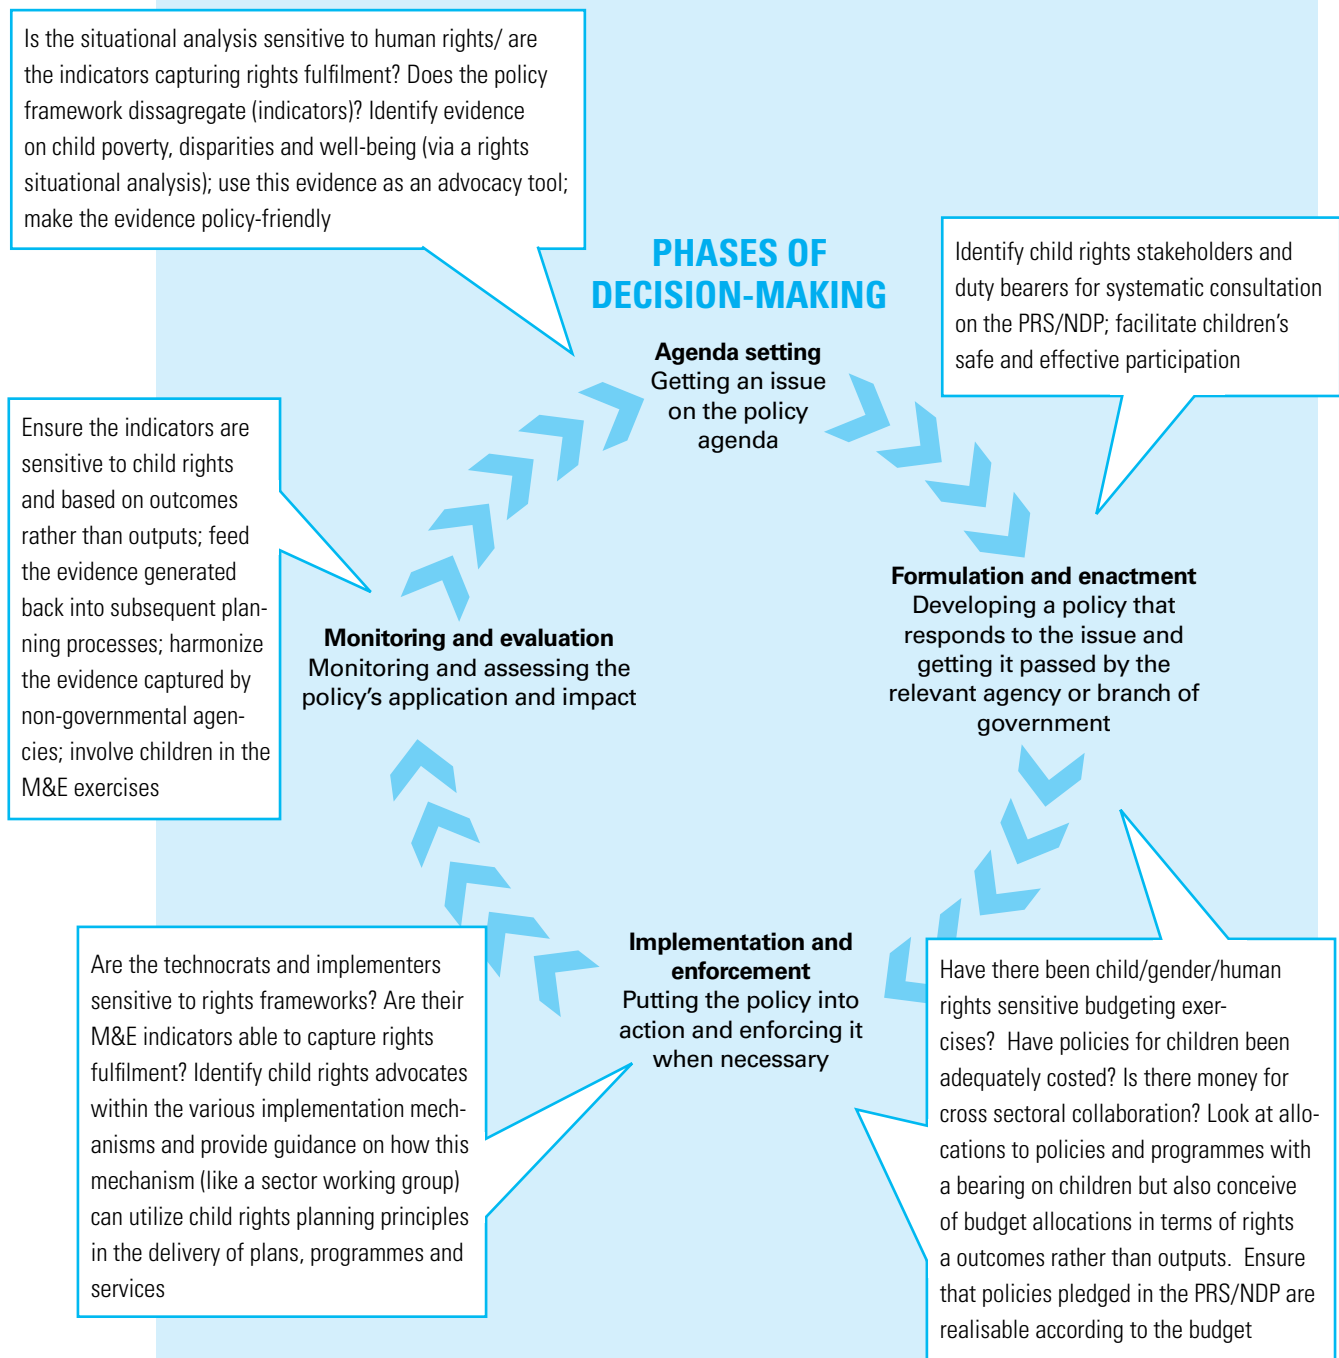 Is the situational analysis sensitive to human rights/ are
the indicators capturing rights fulfilment? Does the policy
framework dissagregate (indicators)? Identify evidence
on child poverty, disparities and well-being (via a rights
situational analysis); use this evidence as an advocacy tool;
make the evidence policy-friendly
PHASES OF
DECISION-MAKING
Identify child rights stakeholders and
duty bearers for systematic consultation
on the PRS/NDP; facilitate children's
safe and effective participation
Agenda setting
Getting an issue
on the policy
agenda
Ensure the indicators are
sensitive to child rights
and based on outcomes
rather than outputs; feed
the evidence generated
back into subsequent plan-
ning processes; harmonize
the evidence captured by
non-governmental agen-
cies; involve children in the
M&E exercises
Formulation and enactment
Developing a policy that
responds to the issue and
getting it passed by the
relevant agency or branch of
government
Monitoring and evaluation
Monitoring and assessing the
policy's application and impact
Implementation and
enforcement
Putting the policy into
action and enforcing it
when necessary
Are the technocrats and implementers
sensitive to rights frameworks? Are their
M&E indicators able to capture rights
fulfilment? Identify child rights advocates
within the various implementation mech-
anisms and provide guidance on how this
mechanism (like a sector working group)
can utilize child rights planning principles
in the delivery of plans, programmes and
services
Have there been child/gender/human
rights sensitive budgeting exer-
cises?  Have policies for children been
adequately costed? Is there money for
cross sectoral collaboration? Look at allo-
cations to policies and programmes with
a bearing on children but also conceive
of budget allocations in terms of rights
a outcomes rather than outputs.  Ensure
that policies pledged in the PRS/NDP are
realisable according to the budget